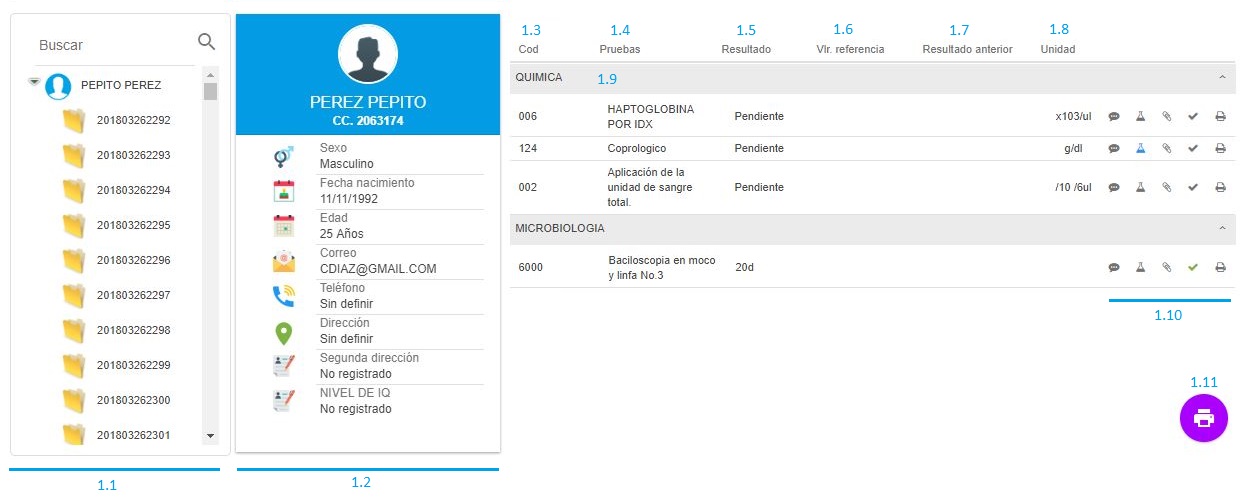 Buscar
PEPITO PEREZ
201803262292
201803262293
201803262294
201803262295
201803262296
201803262297
201803262298
201803262299
201803262300
201803262301
1.1
PEREZ PEPITO
CC. 2063174
Sexo
Masculino
Fecha nacimiento
11/11/1992
Edad
25 Años
Correo
CDIAZ@GMAIL.COM
Teléfono
Sin definir
Dirección
Sin definir
Segunda dirección
No registrado
NIVEL DE IQ
No registrado
1.2
1.3 1.4 1.5 1.6 1.7 1.8
Cod Pruebas Resultado Vlr. referencia Resultado anterior Unidad
QUIMICA 1.9
006 HAPTOGLOBINA POR IDX Pendiente x103/ul
124 Coprologico Pendiente g/dl
002 Aplicación de la unidad de sangre total. Pendiente /10 /6ul
MICROBIOLOGIA
6000 Baciloscopia en moco y linfa No.3 20d
1.10
1.11